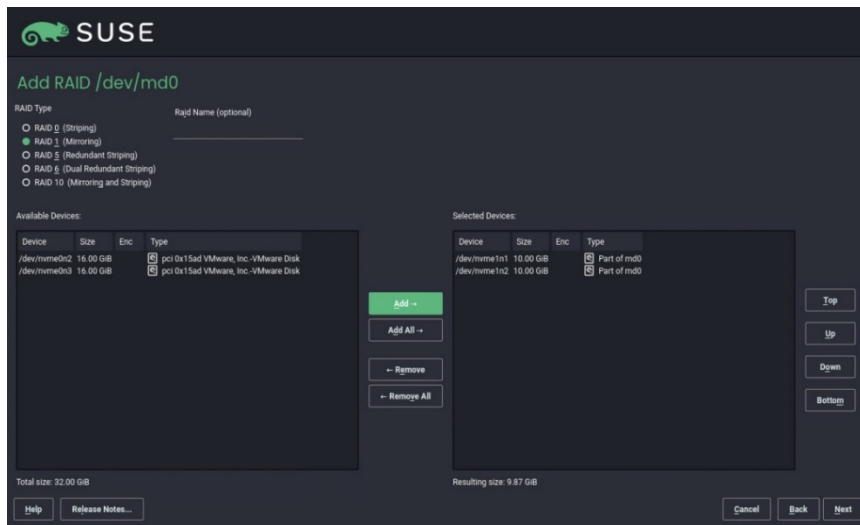 SUSE
Add RAID /dev/md0
RAID Type
Raid Name (optional)
RAID 0 (Striping)
RAID 1 (Mirroring)
RAID 5 (Redundant Striping)
RAID 6 (Dual Redundant Striping)
RAID 10 (Mirroring and Striping)
Available Devices:
Device Size Enc Type
/dev/nvme0n2 16.00 GiB pci 0x15ad VMware, Inc.-VMware Disk
/dev/nvme0n3 16.00 GiB pci 0x15ad VMware, Inc.-VMware Disk
Total size: 32.00 GiB
Add →
Add All →
← Remove
← Remove All
Selected Devices:
Device Size Enc Type
/dev/nvme1n1 10.00 GiB Part of md0
/dev/nvme1n2 10.00 GiB Part of md0
Resulting size: 9.87 GiB
Top
Up
Down
Bottom
Help
Release Notes...
Cancel
Back
Next